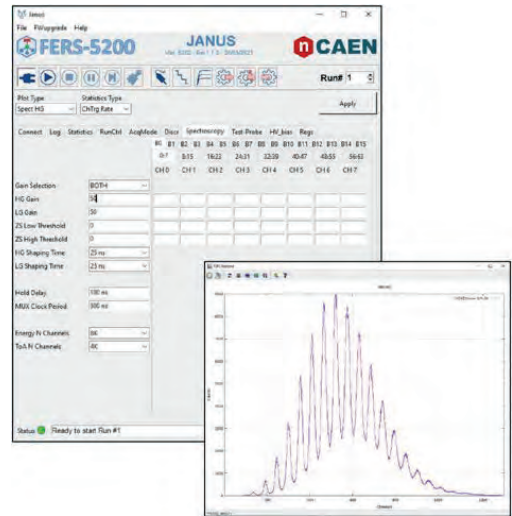 Janus
File FWupgrade Help
FERS-5200
JANUS
CAEN
Run# 1
Plot Type
Statistics Type
Spect HG
ChTrg Rate
Apply
Connect Log Statistics RunCtrl AcqMode Discr Spectroscopy Test-Probe HV_bias Regs
B0 B1 B2 B3 B4 B5 B6 B7 B8 B9 B10 B11 B12 B13 B14 B15
0:7 8:15 16:23 24:31 32:39 40:47 48:55 56:63
CH 0 CH 1 CH 2 CH 3 CH 4 CH 5 CH 6 CH 7
Gain Selection BOTH
HG Gain 50
LG Gain 50
ZS Low Threshold 0
ZS High Threshold 0
HG Shaping Time 25 ns
LG Shaping Time 25 ns
Hold Delay 100 ns
MUX Clock Period 300 ns
Energy N Channels 8K
ToA N Channels 4K
Status Ready to start Run #1